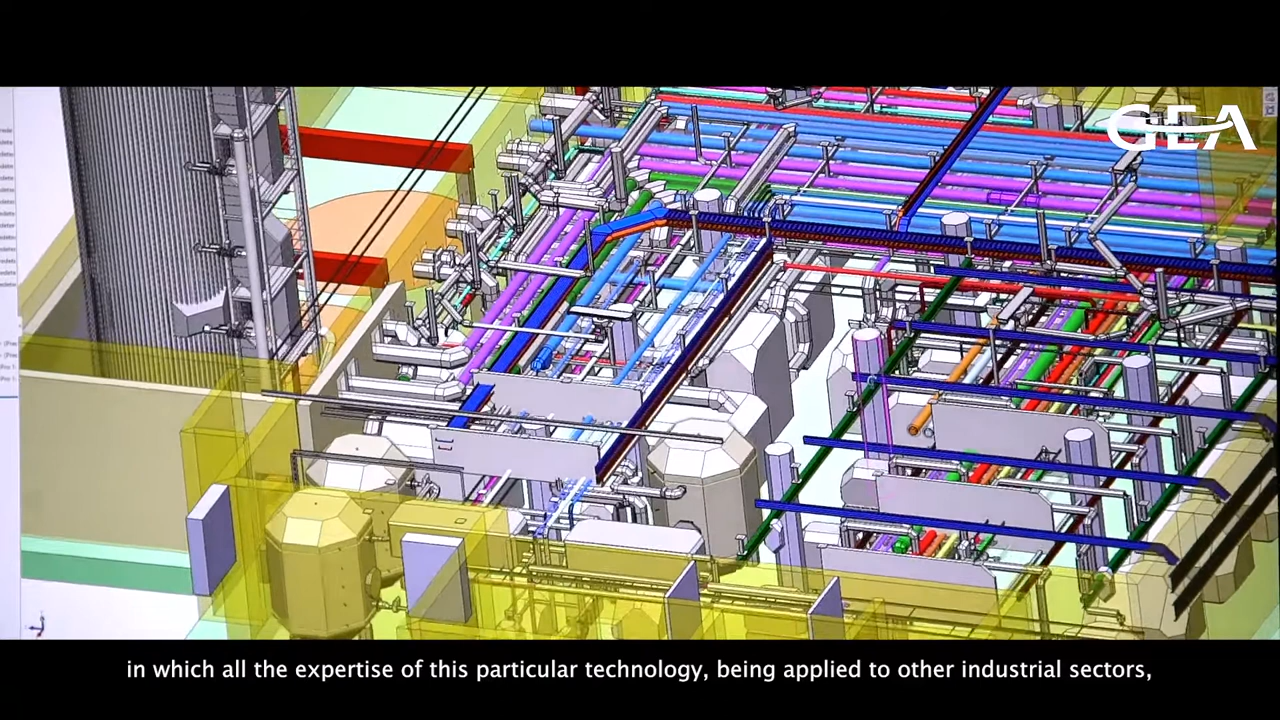 GEA
in which all the expertise of this particular technology, being applied to other industrial sectors,